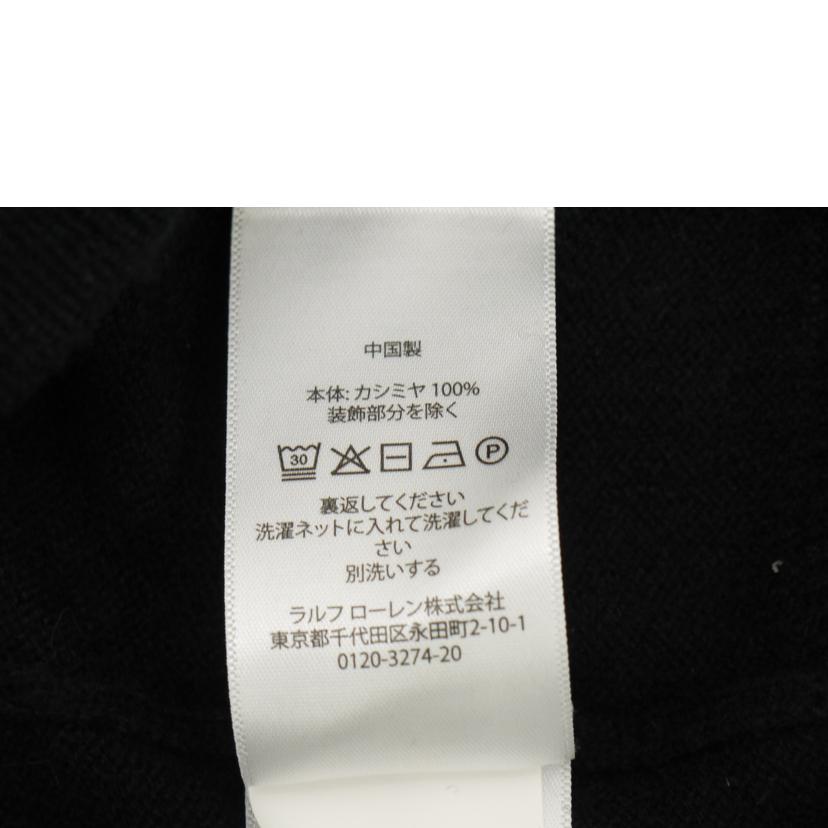 中国製
本体: カシミヤ 100%
装飾部分を除く
30 P
裏返してください
洗濯ネットに入れて洗濯してくだ
さい
別洗いする
ラルフ ローレン株式会社
東京都千代田区永田町2-10-1
0120-3274-20